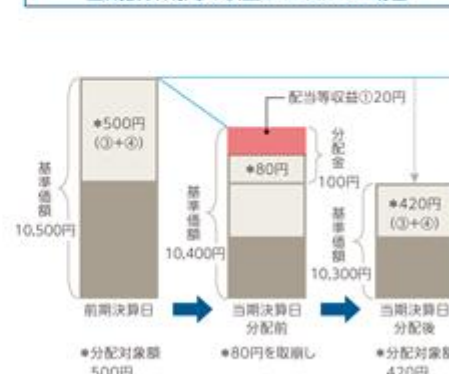 配当等収益①20円
*500円
(③+④)
分配金
100円
*80円
基準価額
10,500円
基準価額
10,400円
基準価額
10,300円
*420円
(③+④)
前期決算日
当期決算日
分配前
当期決算日
分配後
*分配対象額
500円
*80円を取崩し
*分配対象額
420円